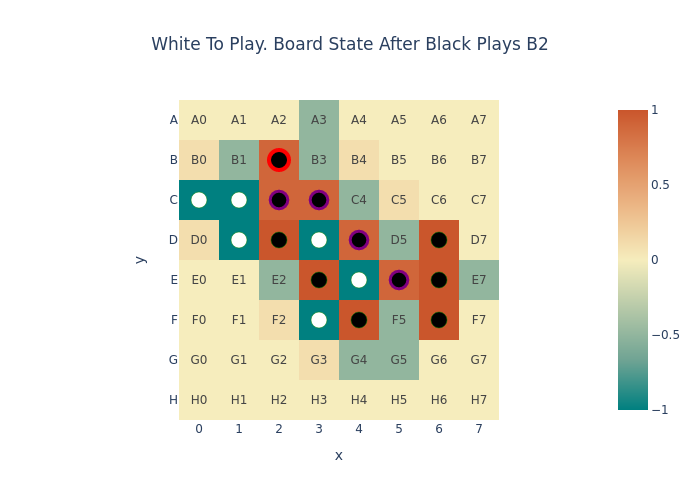 White To Play. Board State After Black Plays B2
A A0 A1 A2 A3 A4 A5 A6 A7
B B0 B1 B3 B4 B5 B6 B7
C C4 C5 C6 C7
D D0 D5 D7
E E0 E1 E2 E7
F F0 F1 F2 F5 F7
G G0 G1 G2 G3 G4 G5 G6 G7
H H0 H1 H2 H3 H4 H5 H6 H7
0 1 2 3 4 5 6 7
x
y
1
0.5
0
−0.5
−1